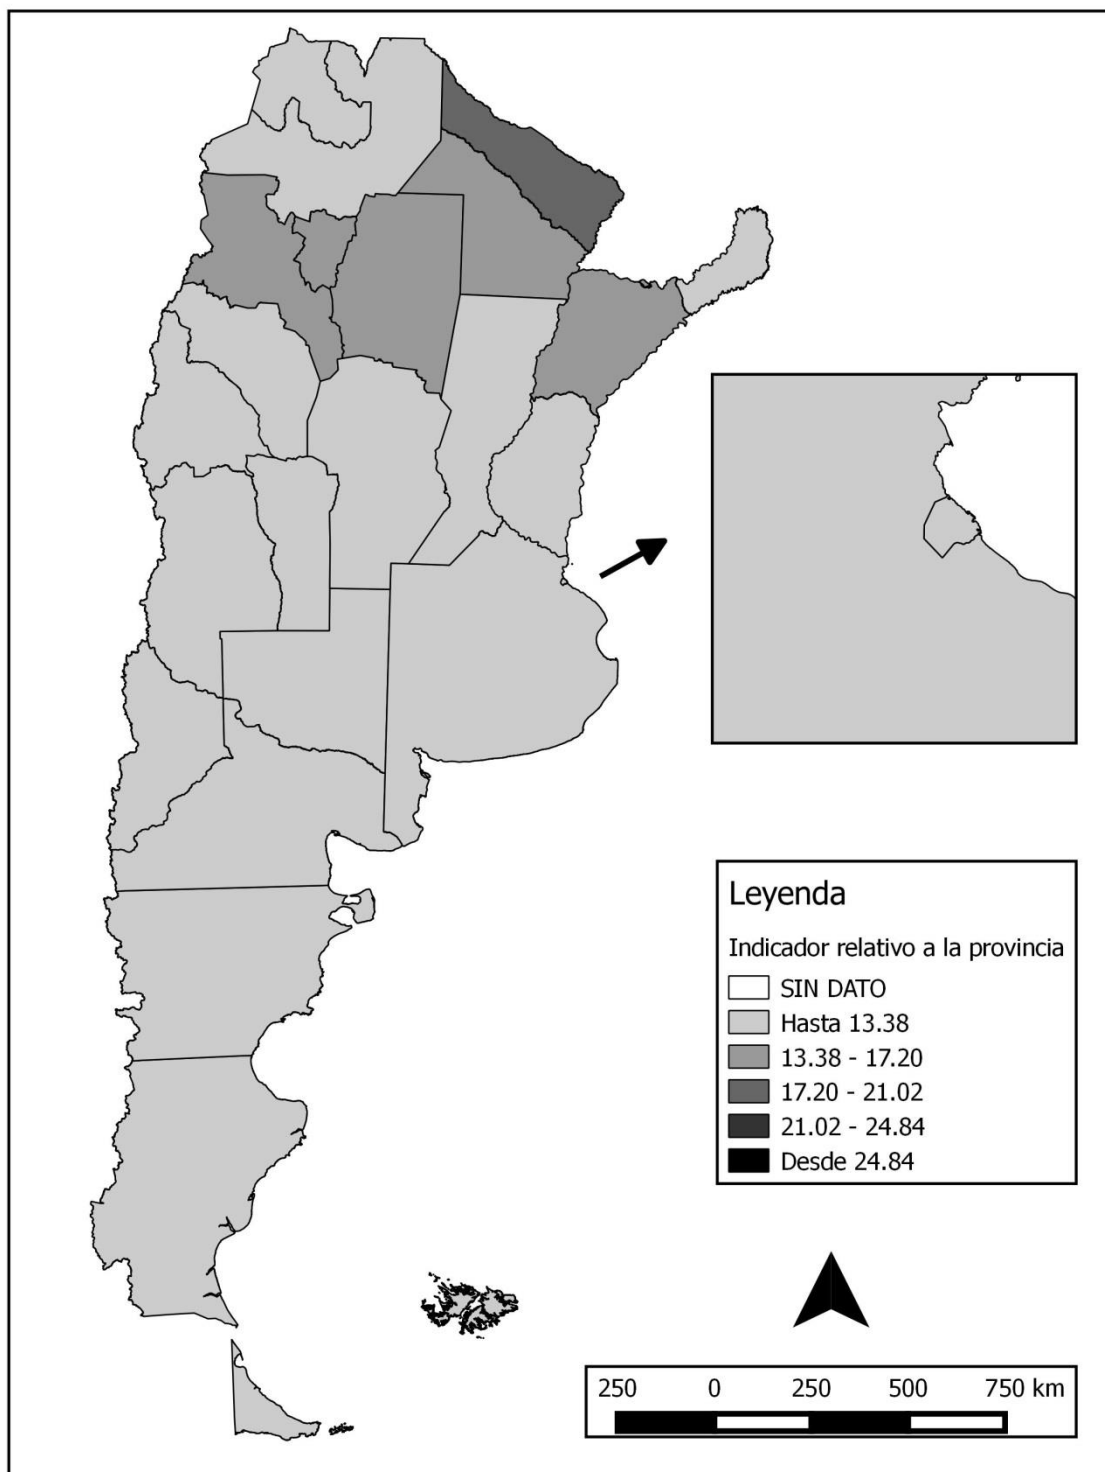 Leyenda
Indicador relativo a la provincia
SIN DATO
Hasta 13.38
13.38 - 17.20
17.20 - 21.02
21.02 - 24.84
Desde 24.84
250 0 250 500 750 km